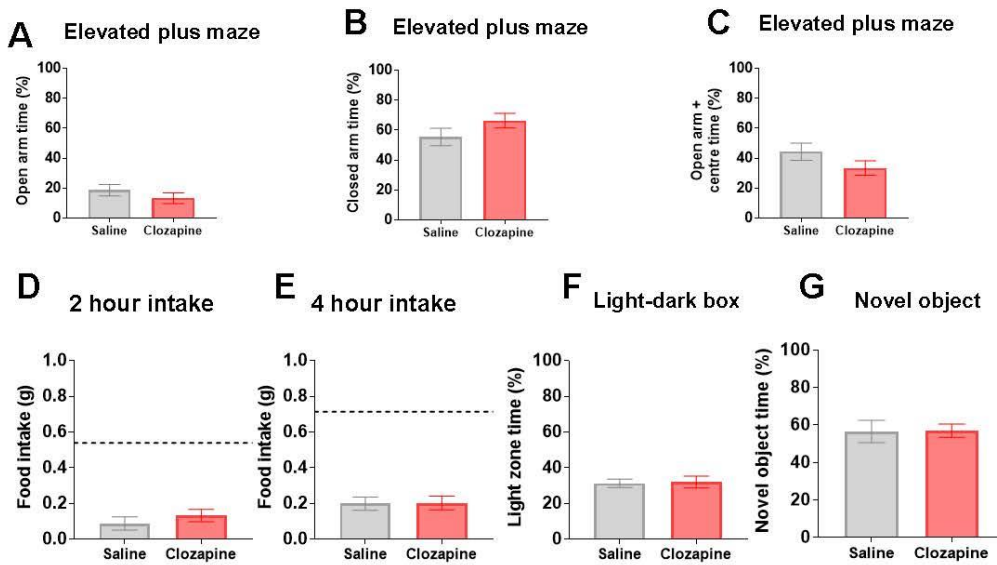 A
Elevated plus maze
Open arm time (%)
100
80
60
40
20
0
Saline
Clozapine
B
Elevated plus maze
Closed arm time (%)
100
80
60
40
20
0
Saline
Clozapine
C
Elevated plus maze
Open arm +
centre time (%)
100
80
60
40
20
0
Saline
Clozapine
D
2 hour intake
Food intake (g)
1.0
0.8
0.6
0.4
0.2
0.0
Saline
Clozapine
E
4 hour intake
Food intake (g)
1.0
0.8
0.6
0.4
0.2
0.0
Saline
Clozapine
F
Light-dark box
Light zone time (%)
100
80
60
40
20
0
Saline
Clozapine
G
Novel object
Novel object time (%)
100
80
60
40
20
0
Saline
Clozapine